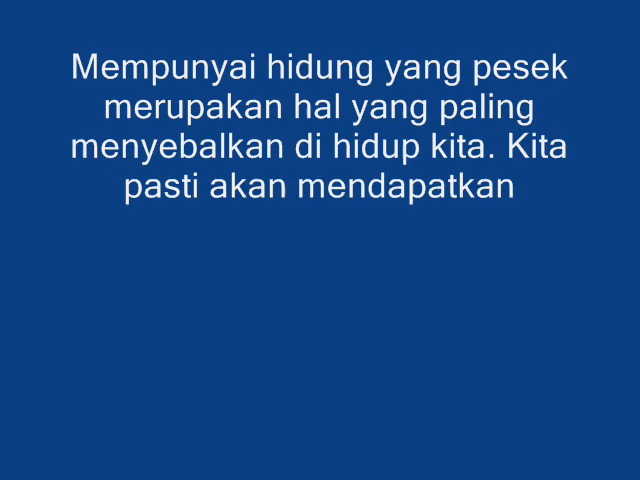 Mempunyai hidung yang pesek
merupakan hal yang paling
menyebalkan di hidup kita. Kita
pasti akan mendapatkan